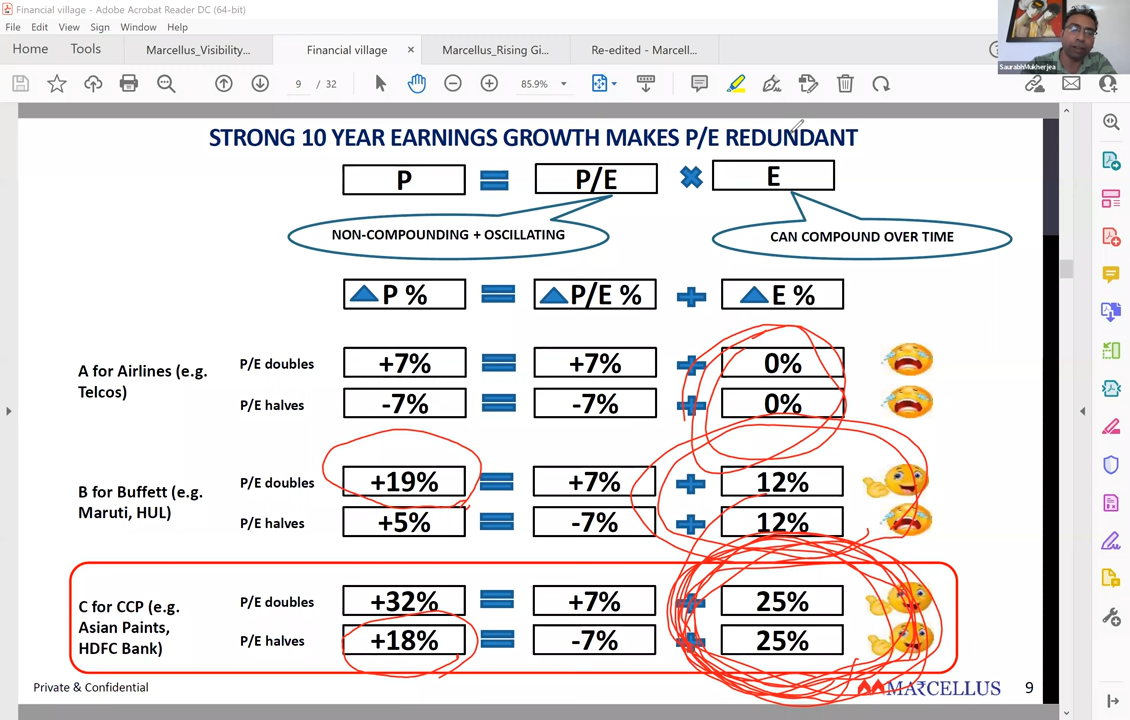 Financial village - Adobe Acrobat Reader DC (64-bit)
File Edit View Sign Window Help
Home Tools Marcellus_Visibility... Financial village × Marcellus_Rising Gi... Re-edited - Marcell...
SaurabhMukherjea
9 / 32 85.9%
STRONG 10 YEAR EARNINGS GROWTH MAKES P/E REDUNDANT
P = P/E × E
NON-COMPOUNDING + OSCILLATING
CAN COMPOUND OVER TIME
P % = P/E % + E %
A for Airlines (e.g.
Telcos)
P/E doubles +7% = +7% + 0%
P/E halves -7% = -7% + 0%
B for Buffett (e.g.
Maruti, HUL)
P/E doubles +19% = +7% + 12%
P/E halves +5% = -7% + 12%
C for CCP (e.g.
Asian Paints,
HDFC Bank)
P/E doubles +32% = +7% + 25%
P/E halves +18% = -7% + 25%
Private & Confidential
MARCELLUS
9